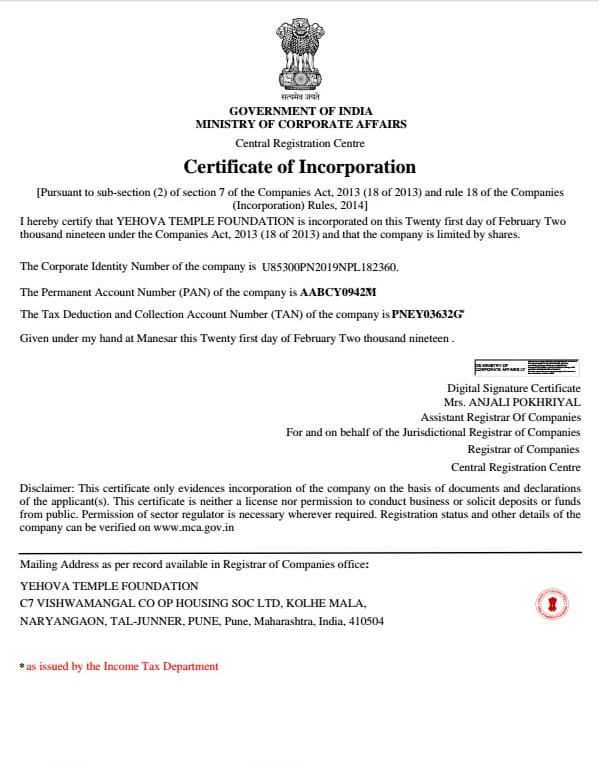 सत्यमेव जयते
GOVERNMENT OF INDIA
MINISTRY OF CORPORATE AFFAIRS
Central Registration Centre
Certificate of Incorporation
[Pursuant to sub-section (2) of section 7 of the Companies Act, 2013 (18 of 2013) and rule 18 of the Companies
(Incorporation) Rules, 2014]
I hereby certify that YEHOVA TEMPLE FOUNDATION is incorporated on this Twenty first day of February Two
thousand nineteen under the Companies Act, 2013 (18 of 2013) and that the company is limited by shares.
The Corporate Identity Number of the company is U85300PN2019NPL182360.
The Permanent Account Number (PAN) of the company is AABCY0942M*
The Tax Deduction and Collection Account Number (TAN) of the company is PNEY03632G*
Given under my hand at Manesar this Twenty first day of February Two thousand nineteen .
DS MINISTRY OF
CORPORATE AFFAIRS 27
Digital Signature Certificate
Mrs. ANJALI POKHRIYAL
Assistant Registrar Of Companies
For and on behalf of the Jurisdictional Registrar of Companies
Registrar of Companies
Central Registration Centre
Disclaimer: This certificate only evidences incorporation of the company on the basis of documents and declarations
of the applicant(s). This certificate is neither a license nor permission to conduct business or solicit deposits or funds
from public. Permission of sector regulator is necessary wherever required. Registration status and other details of the
company can be verified on www.mca.gov.in
Mailing Address as per record available in Registrar of Companies office:
YEHOVA TEMPLE FOUNDATION
C7 VISHWAMANGAL CO OP HOUSING SOC LTD, KOLHE MALA,
NARYANGAON, TAL-JUNNER, PUNE, Pune, Maharashtra, India, 410504
* as issued by the Income Tax Department